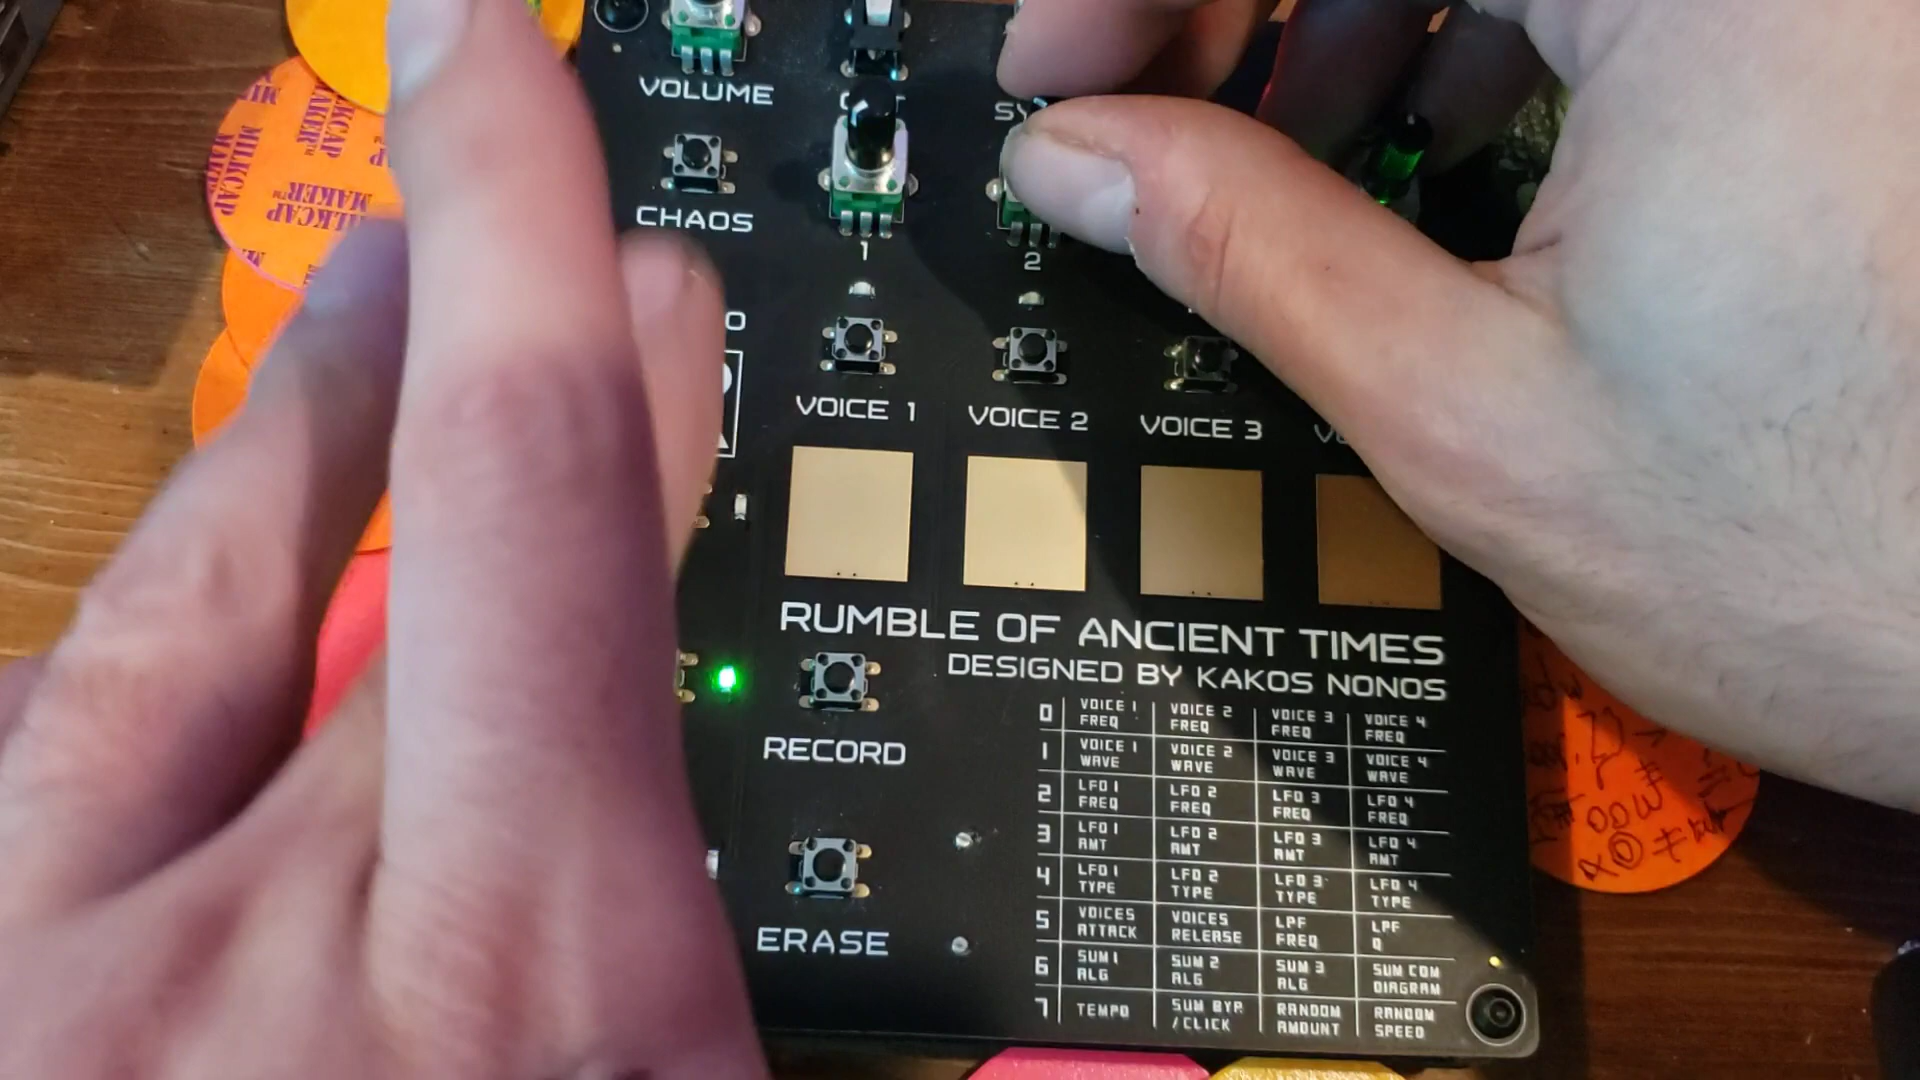 VOLUME
CHAOS
1
2
VOICE 1
VOICE 2
VOICE 3
MILKCAP
MAKER™
MILKCAP
MAKER™
RUMBLE OF ANCIENT TIMES
DESIGNED BY KAKOS NONOS
RECORD
ERASE
0 VOICE 1 FREQ VOICE 2 FREQ VOICE 3 FREQ VOICE 4 FREQ
1 VOICE 1 WAVE VOICE 2 WAVE VOICE 3 WAVE VOICE 4 WAVE
2 LFO 1 FREQ LFO 2 FREQ LFO 3 FREQ LFO 4 FREQ
3 LFO 1 AMT LFO 2 AMT LFO 3 AMT LFO 4 AMT
4 LFO 1 TYPE LFO 2 TYPE LFO 3 TYPE LFO 4 TYPE
5 VOICES ATTACK VOICES RELEASE LPF FREQ LPF Q
6 SUM 1 ALG SUM 2 ALG SUM 3 ALG SUM COM DIAGRAM
7 TEMPO SUM BYP /CLICK RANDOM AMOUNT RANDOM SPEED